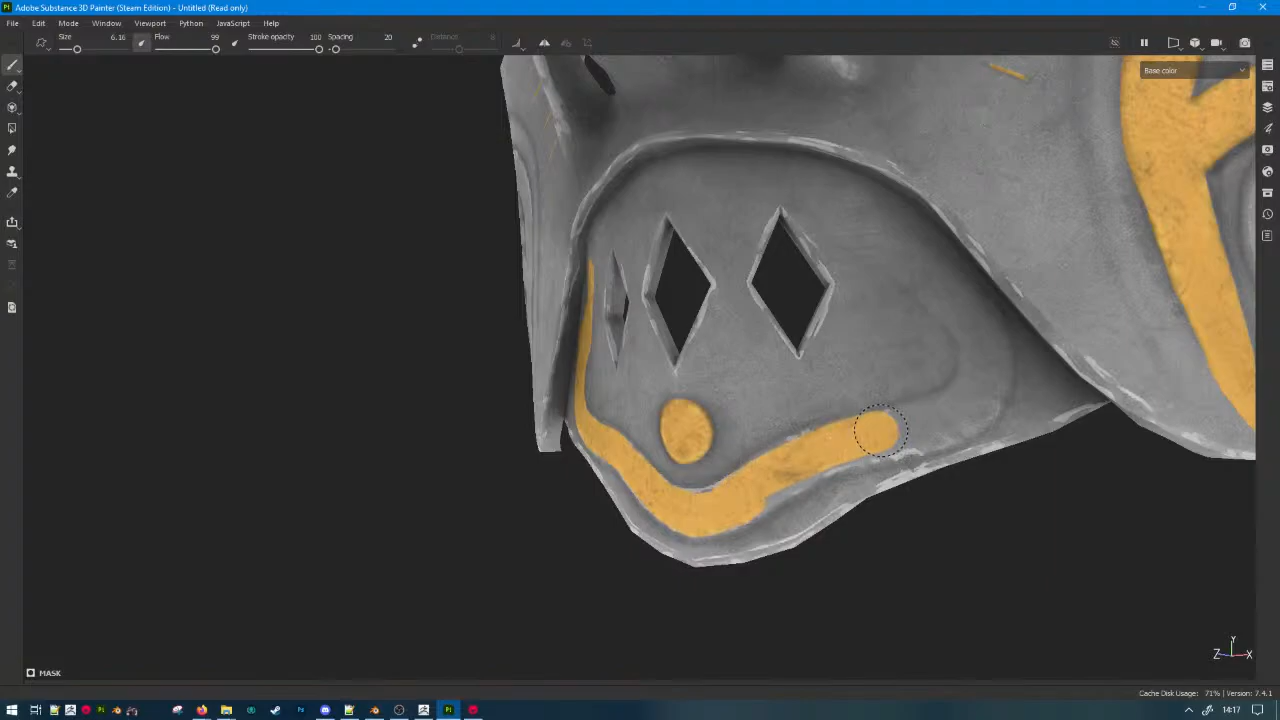 Adobe Substance 3D Painter (Steam Edition) - Untitled (Read only)
File Edit Mode Window Viewport Python JavaScript Help
Size 6.16 Flow 99 Stroke opacity 100 Spacing 20 Distance 8
Base color
Y
Z X
MASK
Cache Disk Usage: 71% | Version: 7.4.1
14:17